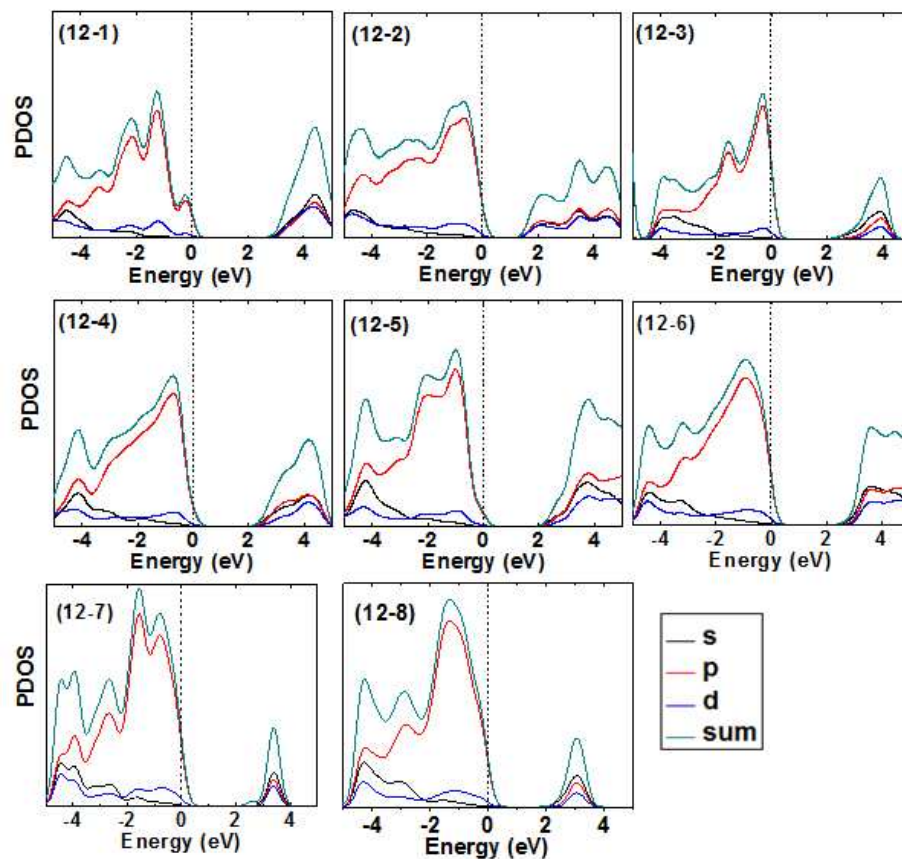 (12-1) (12-2) (12-3)
PDOS
-4 -2 0 2 4 -4 -2 0 2 4 -4 -2 0 2 4
Energy (eV) Energy (eV) Energy (eV)
(12-4) (12-5) (12-6)
PDOS
-4 -2 0 2 4 -4 -2 0 2 4 -4 -2 0 2 4
Energy (eV) Energy (eV) Energy (eV)
(12-7) (12-8)
PDOS
s
p
d
sum
-4 -2 0 2 4 -4 -2 0 2 4
Energy (eV) Energy (eV)